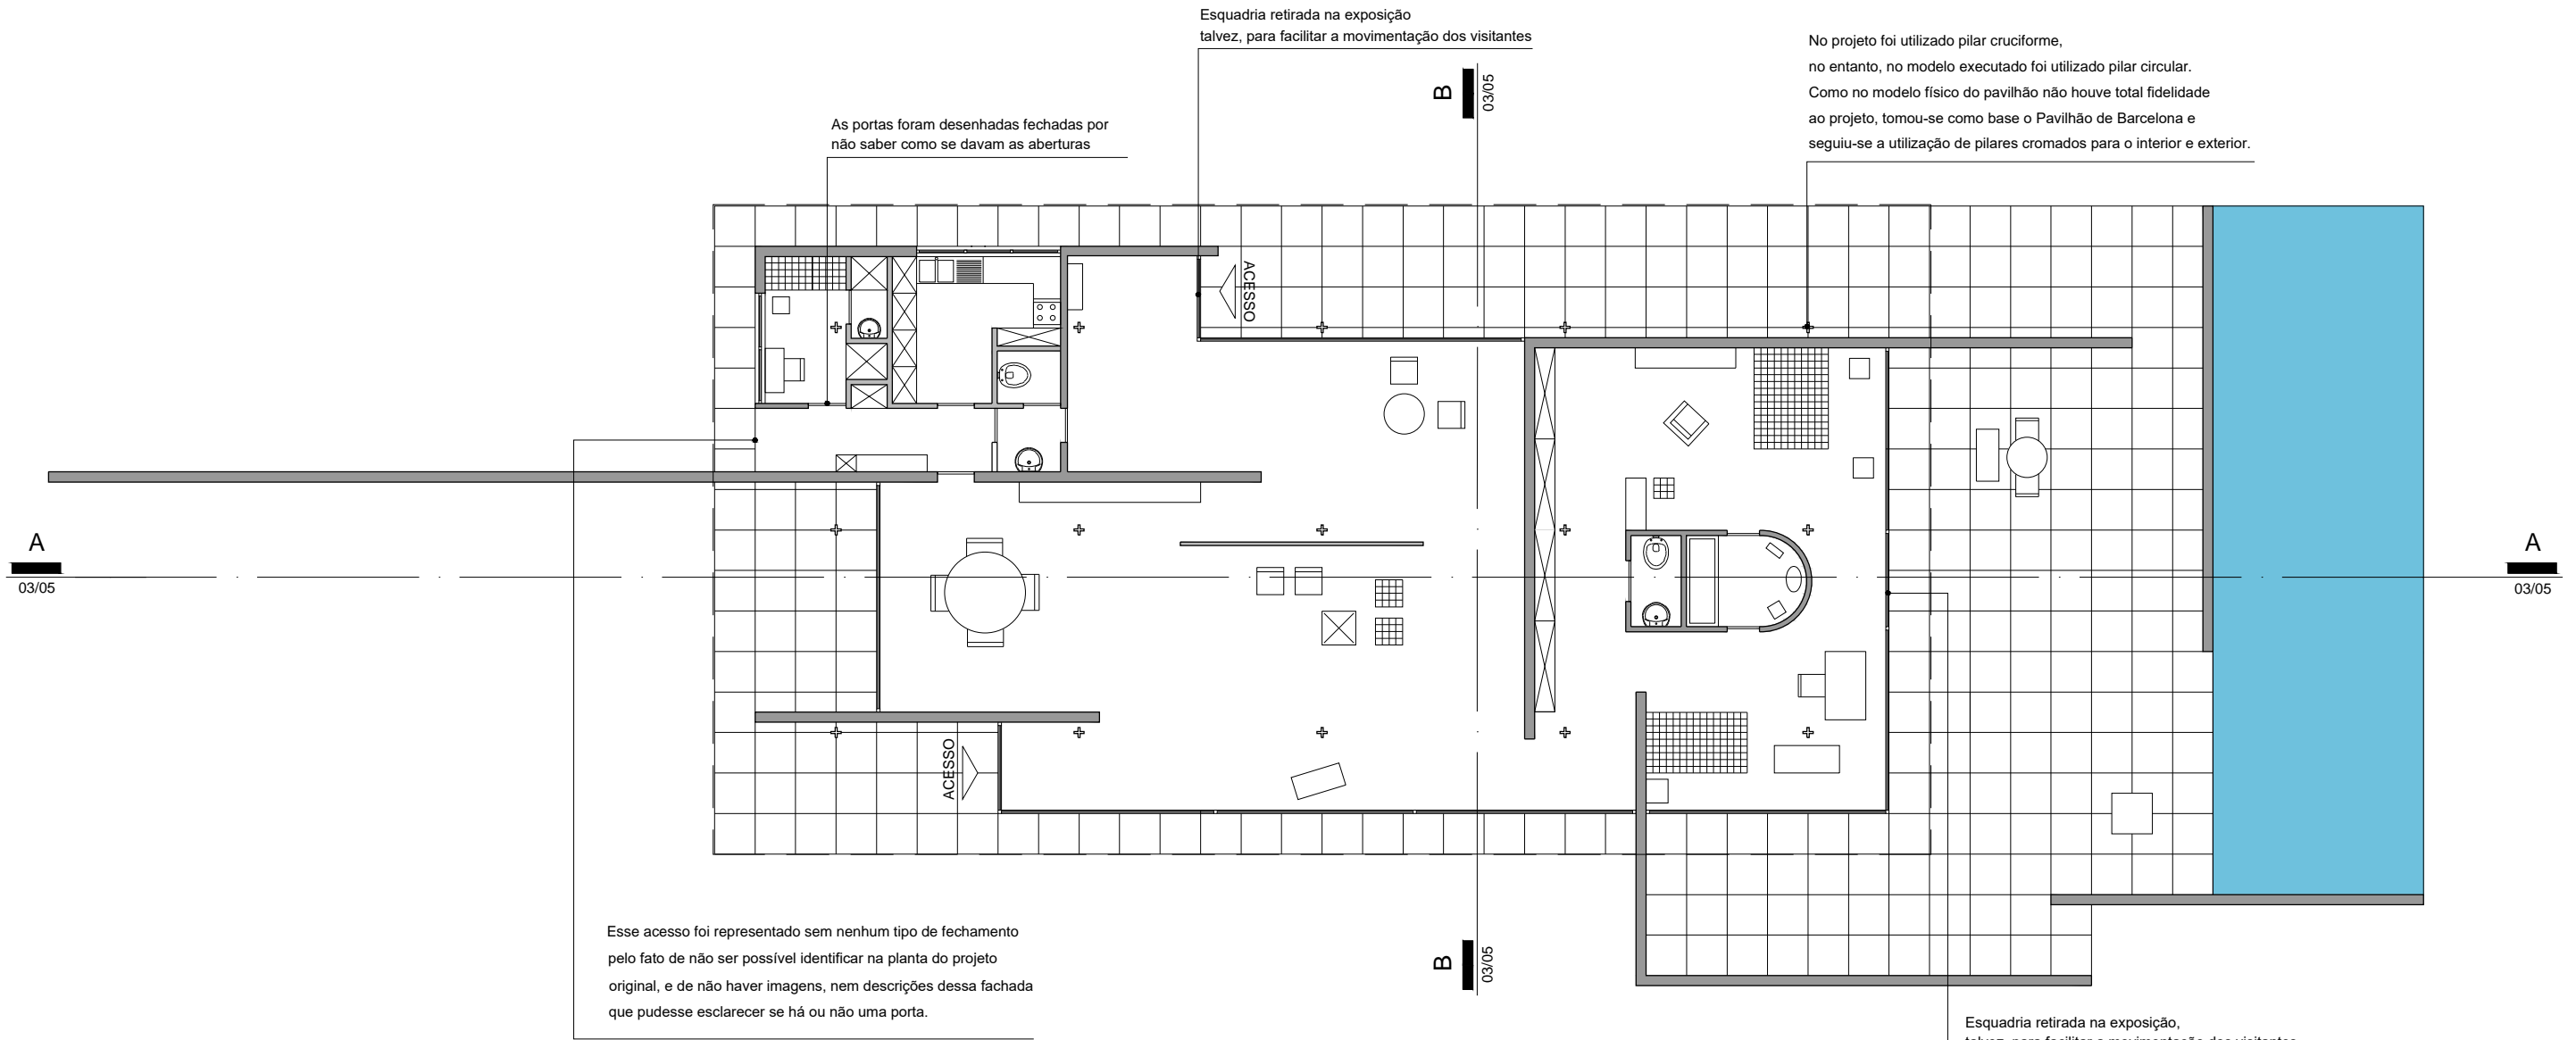 Esquadria retirada na exposição
talvez, para facilitar a movimentação dos visitantes
No projeto foi utilizado pilar cruciforme,
no entanto, no modelo executado foi utilizado pilar circular.
Como no modelo físico do pavilhão não houve total fidelidade
ao projeto, tomou-se como base o Pavilhão de Barcelona e
seguiu-se a utilização de pilares cromados para o interior e exterior.
B
03/05
As portas foram desenhadas fechadas por
não saber como se davam as aberturas
ACESSO
A
03/05
A
03/05
ACESSO
Esse acesso foi representado sem nenhum tipo de fechamento
pelo fato de não ser possível identificar na planta do projeto
original, e de não haver imagens, nem descrições dessa fachada
que pudesse esclarecer se há ou não uma porta.
B
03/05
Esquadria retirada na exposição,
talvez, para facilitar a movimentação dos visitantes